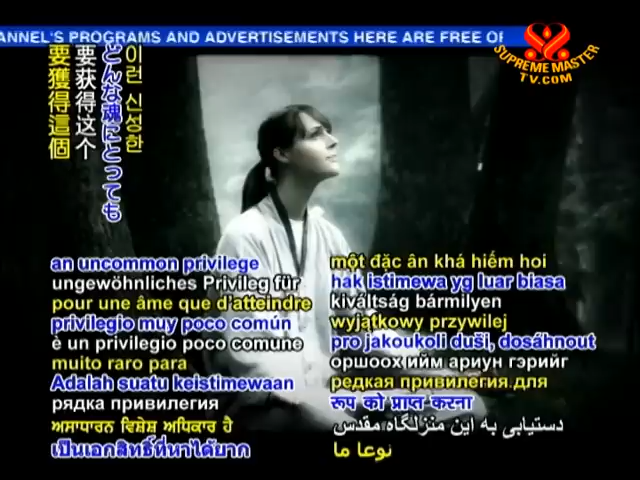 ANNEL'S PROGRAMS AND ADVERTISEMENTS HERE ARE FREE OF
SUPREME MASTER
TV.COM
이런 신성한
どんな魂にとっても
要获得这个
要獲得這個
an uncommon privilege
ungewöhnliches Privileg für
pour une âme que d'atteindre
privilegio muy poco común
è un privilegio poco comune
muito raro para
Adalah suatu keistimewaan
рядка привилегия
ਅਸਾਧਾਰਨ ਵਿਸ਼ੇਸ਼ ਅਧਿਕਾਰ ਹੈ
เป็นเอกสิทธิ์ที่หาได้ยาก
một đặc ân khá hiếm hoi
hak istimewa yg luar biasa
kiváltság bármilyen
wyjątkowy przywilej
pro jakoukoli duši, dosáhnout
оршоох ийм ариун гэрийг
редкая привилегия для
रूप को प्राप्त करना
دستیابی به این منزلگاه مقدس
نوعا ما